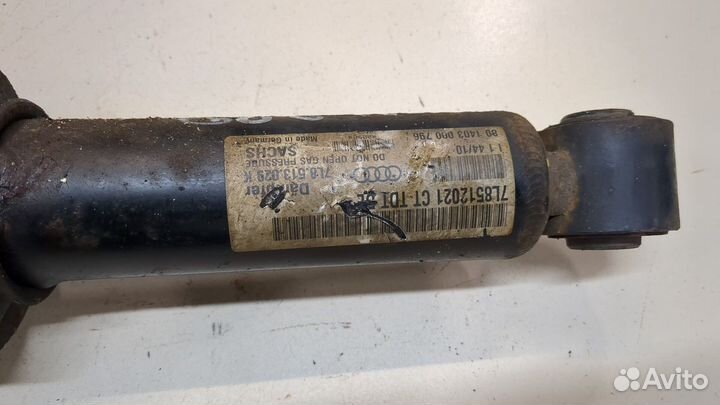 80 1403 000 796
1 1 44/10
7L8512021 CT-TDI
Made in Germany
DO NOT OPEN GAS PRESSURE
SACHS
7L8 513 029 K
Dämpfer
Avito